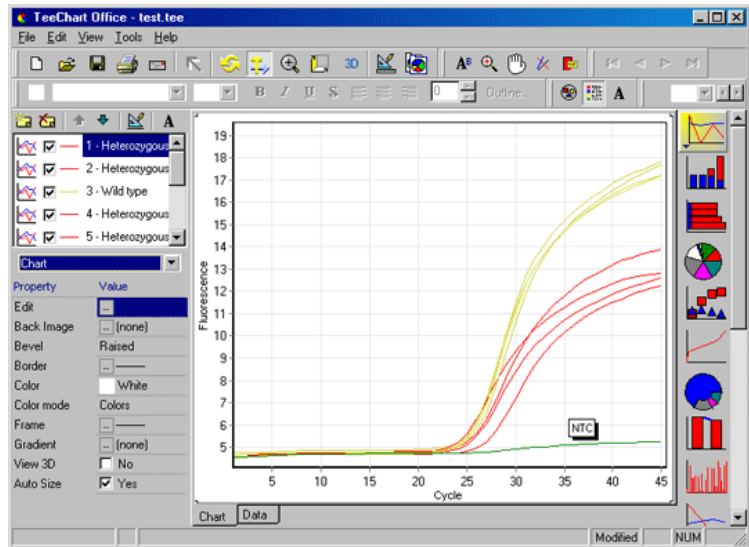 TeeChart Office - test.tee
File Edit View Tools Help
3D
B I U S 0 Outline...
A
A
1 - Heterozygous
2 - Heterozygous
3 - Wild type
4 - Heterozygous
5 - Heterozygous
Chart
Property Value
Edit ...
Back Image ... (none)
Bevel Raised
Border ...
Color White
Color mode Colors
Frame ...
Gradient ... (none)
View 3D No
Auto Size Yes
Fluorescence
19
18
17
16
15
14
13
12
11
10
9
8
7
6
5
NTC
5 10 15 20 25 30 35 40 45
Cycle
Chart Data
Modified NUM